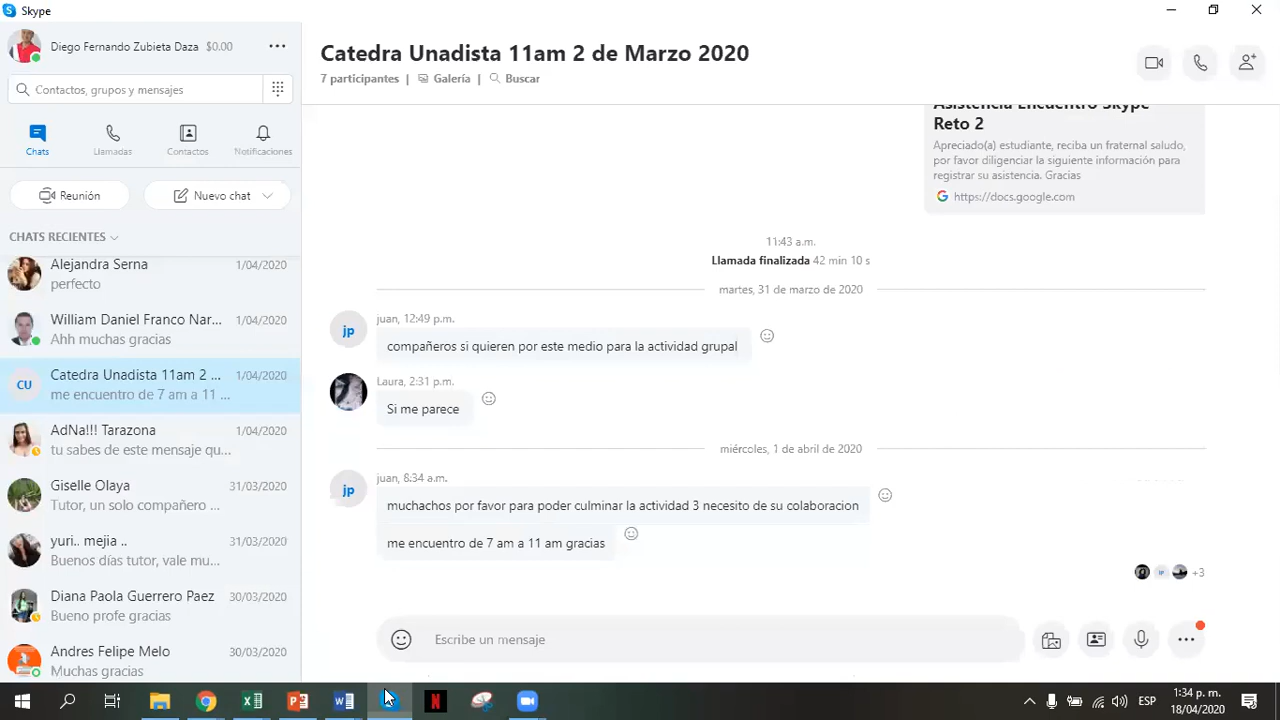 Skype
Diego Fernando Zubieta Daza $0.00
Contactos, grupos y mensajes
Chats
Llamadas
Contactos
Notificaciones
Reunión
Nuevo chat
CHATS RECIENTES
Alejandra Serna 1/04/2020
perfecto
William Daniel Franco Nar... 1/04/2020
Ahh muchas gracias
CU
Catedra Unadista 11am 2 ... 1/04/2020
me encuentro de 7 am a 11 ...
AdNa!!! Tarazona 1/04/2020
tu sabes de este mensaje qu...
Giselle Olaya 31/03/2020
Tutor, un solo compañero ...
yuri.. mejia .. 31/03/2020
Buenos días tutor, vale mu...
Diana Paola Guerrero Paez 30/03/2020
Bueno profe gracias
Andres Felipe Melo 30/03/2020
Muchas gracias
Catedra Unadista 11am 2 de Marzo 2020
7 participantes | Galería | Buscar
Asistencia Encuentro Skype
Reto 2
Apreciado(a) estudiante, reciba un fraternal saludo,
por favor diligenciar la siguiente información para
registrar su asistencia. Gracias
https://docs.google.com
11:43 a.m.
Llamada finalizada 42 min 10 s
martes, 31 de marzo de 2020
juan, 12:49 p.m.
jp
compañeros si quieren por este medio para la actividad grupal
Laura, 2:31 p.m.
Si me parece
miércoles, 1 de abril de 2020
juan, 8:34 a.m.
jp
muchachos por favor para poder culminar la actividad 3 necesito de su colaboracion
me encuentro de 7 am a 11 am gracias
+3
Escribe un mensaje
ESP
1:34 p. m.
18/04/2020